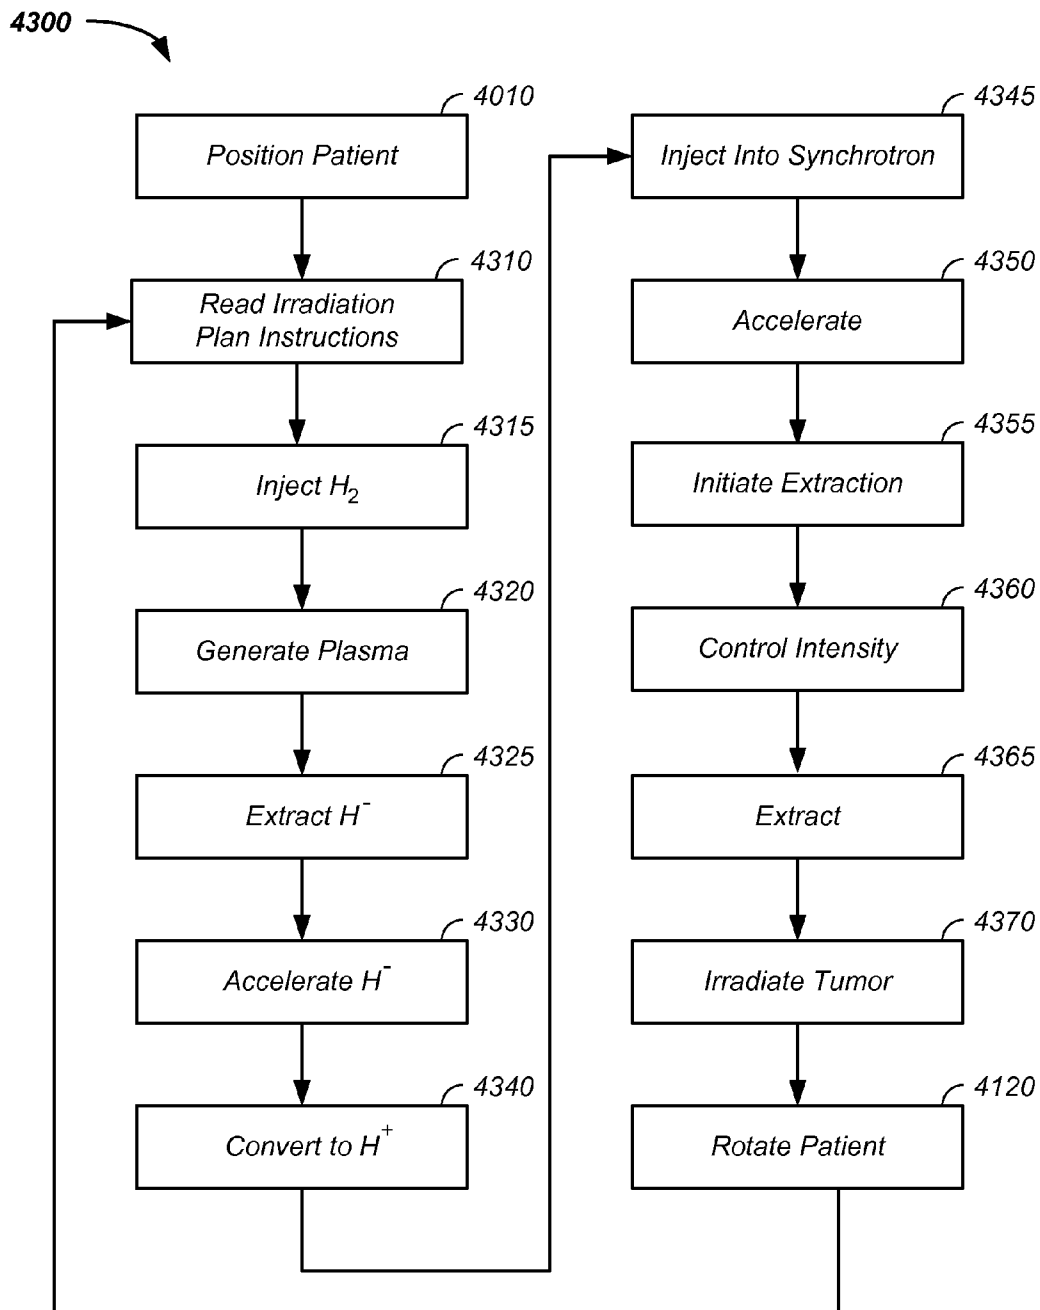 4300
4010
Position Patient
4310
Read Irradiation
Plan Instructions
4315
Inject H₂
4320
Generate Plasma
4325
Extract H⁻
4330
Accelerate H⁻
4340
Convert to H⁺
4345
Inject Into Synchrotron
4350
Accelerate
4355
Initiate Extraction
4360
Control Intensity
4365
Extract
4370
Irradiate Tumor
4120
Rotate Patient